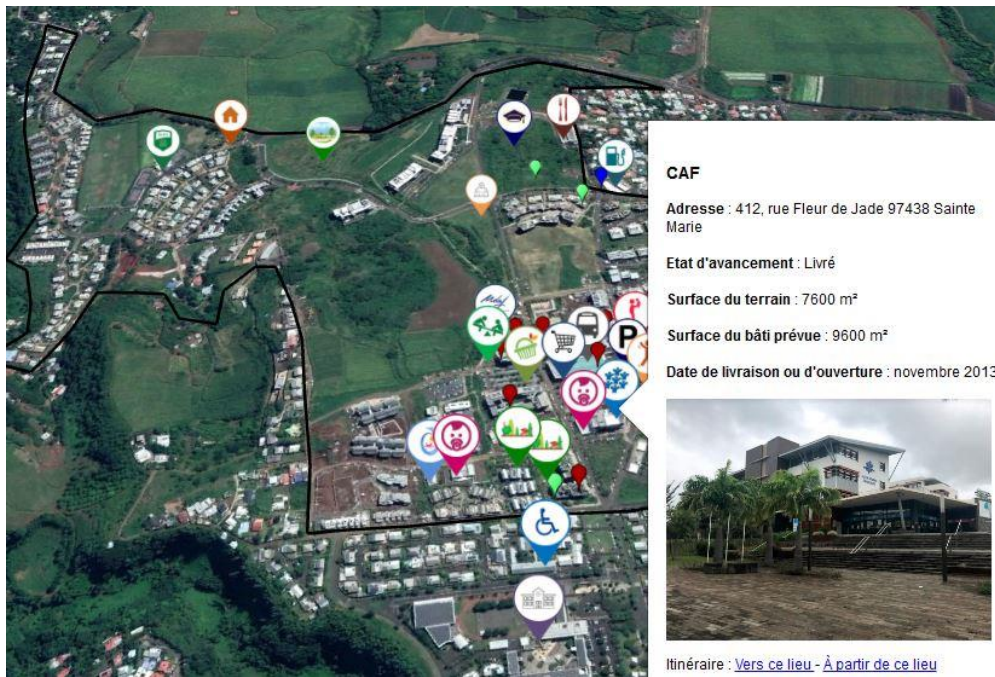 CAF
Adresse : 412, rue Fleur de Jade 97438 Sainte
Marie
Etat d'avancement : Livré
Surface du terrain : 7600 m²
Surface du bâti prévue : 9600 m²
Date de livraison ou d'ouverture : novembre 2013
P
Itinéraire : Vers ce lieu - À partir de ce lieu